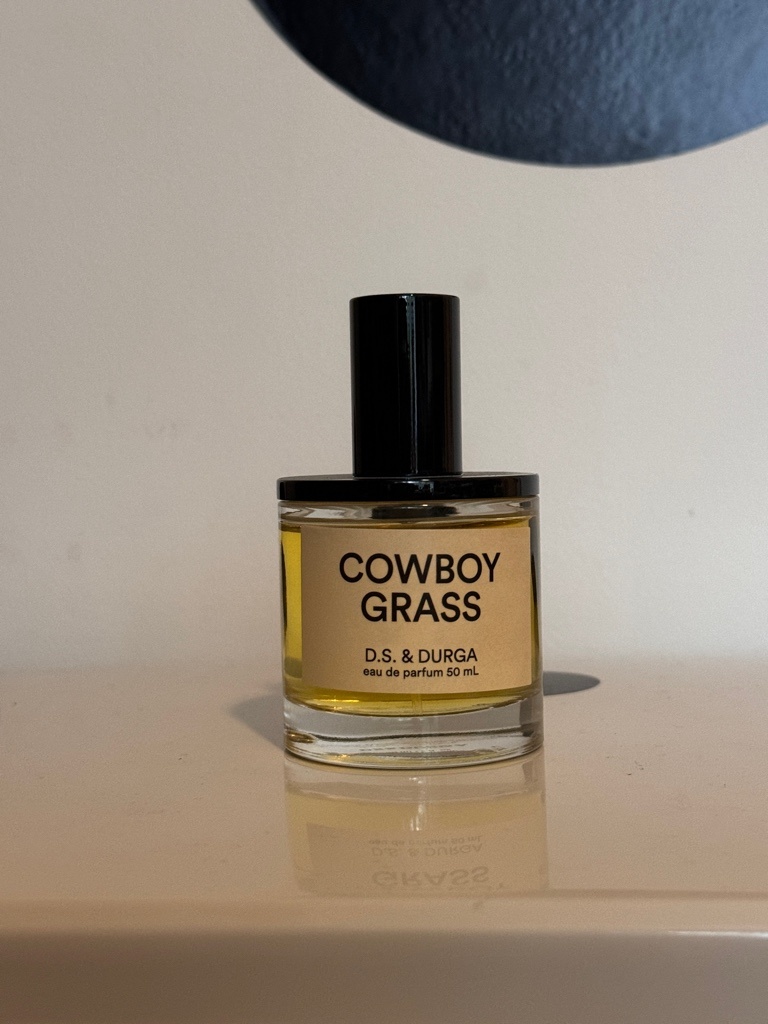 COWBOY
GRASS
D.S. & DURGA
eau de parfum 50 mL